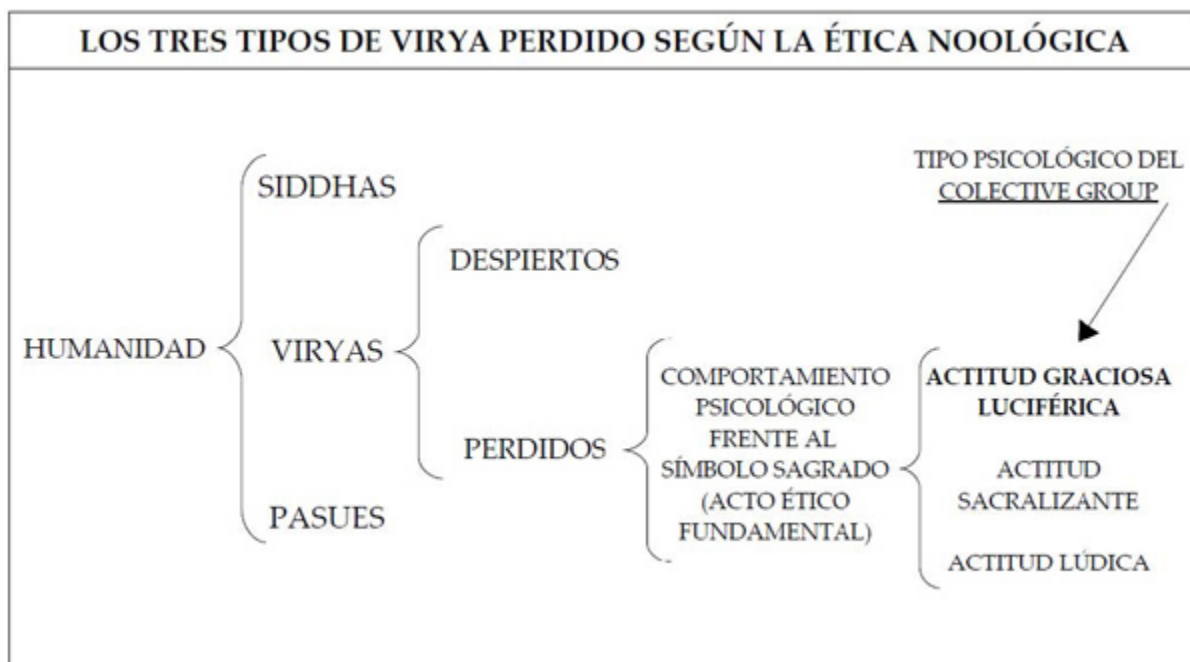 LOS TRES TIPOS DE VIRYA PERDIDO SEGÚN LA ÉTICA NOOLÓGICA
TIPO PSICOLÓGICO DEL
COLECTIVE GROUP
HUMANIDAD
SIDDHAS
VIRYAS
PASUES
DESPIERTOS
PERDIDOS
COMPORTAMIENTO
PSICOLÓGICO
FRENTE AL
SÍMBOLO SAGRADO
(ACTO ÉTICO
FUNDAMENTAL)
ACTITUD GRACIOSA
LUCIFÉRICA
ACTITUD
SACRALIZANTE
ACTITUD LÚDICA